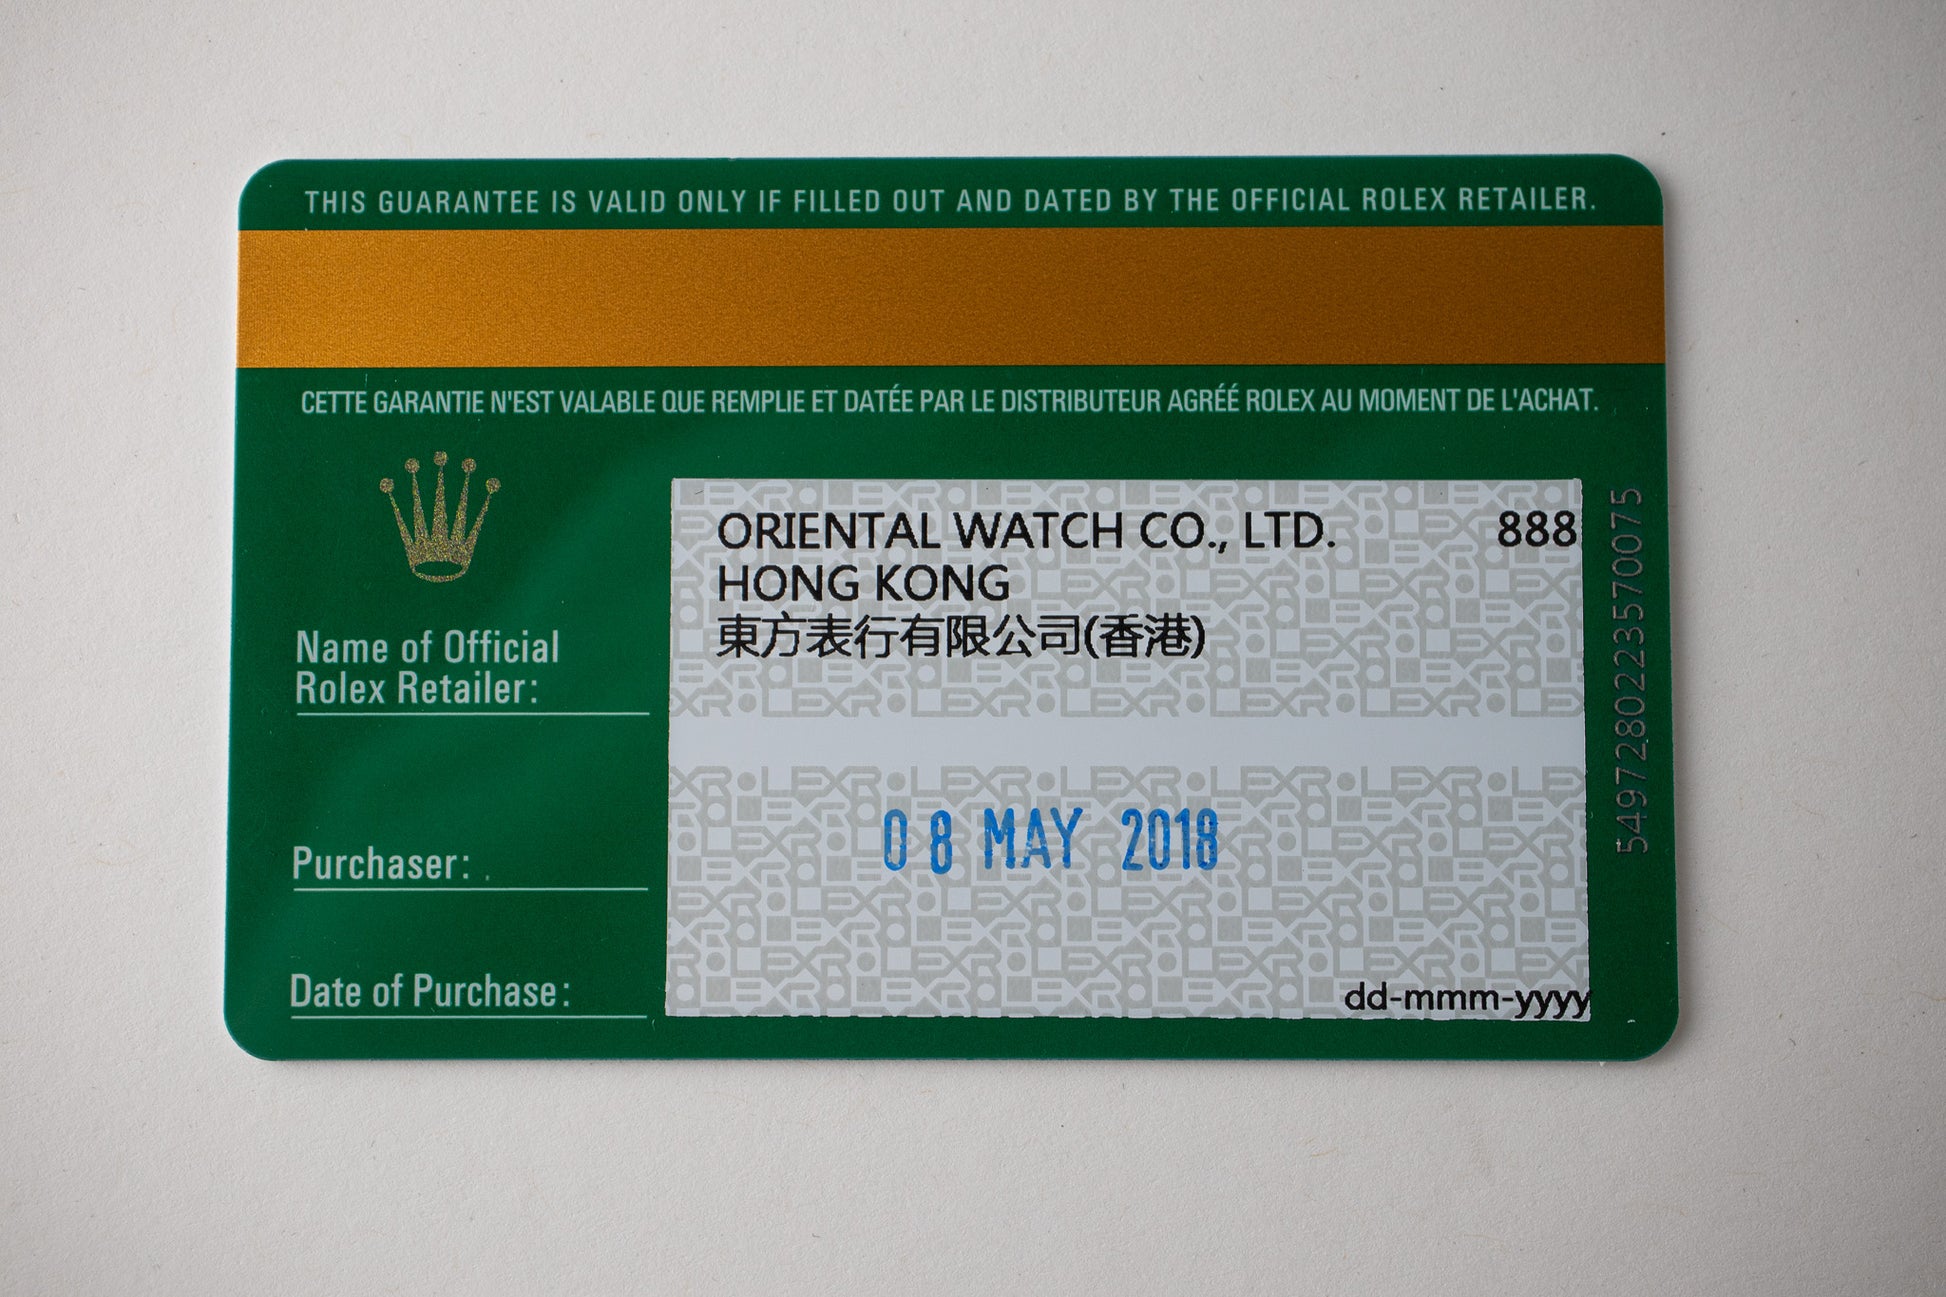 THIS GUARANTEE IS VALID ONLY IF FILLED OUT AND DATED BY THE OFFICIAL ROLEX RETAILER.
CETTE GARANTIE N'EST VALABLE QUE REMPLIE ET DATÉE PAR LE DISTRIBUTEUR AGRÉÉ ROLEX AU MOMENT DE L'ACHAT.
ORIENTAL WATCH CO., LTD. 888
HONG KONG
東方表行有限公司(香港)
Name of Official
Rolex Retailer:
08 MAY 2018
Purchaser:
Date of Purchase:
dd-mmm-yyyy
5497280223570075